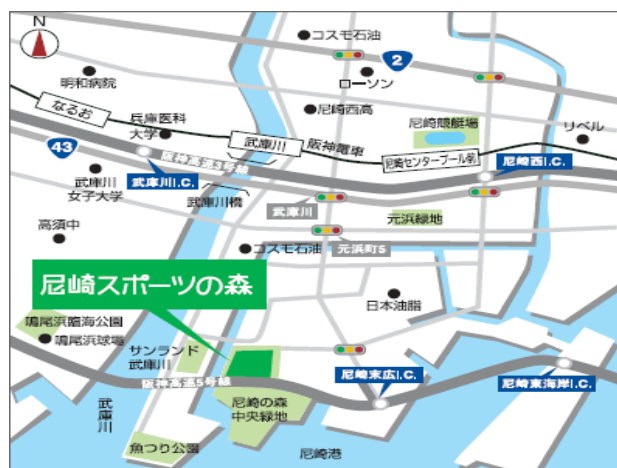 N
コスモ石油
2
ローソン
明和病院
なるお
兵庫医科
大学
尼崎西高
尼崎競艇場
リベル
武庫川
阪神電車
尼崎センタープール前
43
阪神高速3号線
尼崎西I.C.
武庫川
女子大学
武庫川I.C.
武庫川橋
武庫川
元浜緑地
高須中
コスモ石油
元浜町5
尼崎スポーツの森
日本油脂
鳴尾浜臨海公園
鳴尾浜球場
サンランド
武庫川
阪神高速5号線
尼崎末広I.C.
尼崎東海岸I.C.
武庫川
尼崎の森
中央緑地
魚つり公園
尼崎港